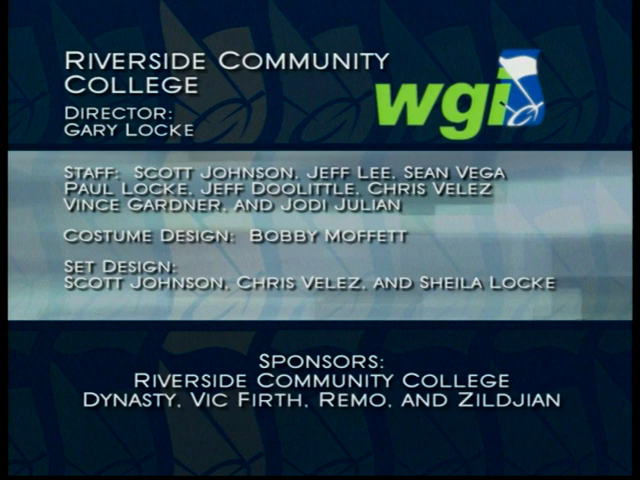 RIVERSIDE COMMUNITY
COLLEGE
DIRECTOR:
GARY LOCKE
wgi
STAFF: SCOTT JOHNSON, JEFF LEE, SEAN VEGA
PAUL LOCKE, JEFF DOOLITTLE, CHRIS VELEZ
VINCE GARDNER, AND JODI JULIAN
COSTUME DESIGN: BOBBY MOFFETT
SET DESIGN:
SCOTT JOHNSON, CHRIS VELEZ, AND SHEILA LOCKE
SPONSORS:
RIVERSIDE COMMUNITY COLLEGE
DYNASTY, VIC FIRTH, REMO, AND ZILDJIAN